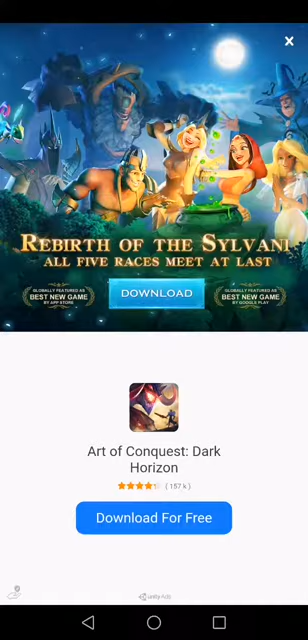 REBIRTH OF THE SYLVANI
ALL FIVE RACES MEET AT LAST
GLOBALLY FEATURED AS
BEST NEW GAME
BY APP STORE
DOWNLOAD
GLOBALLY FEATURED AS
BEST NEW GAME
BY GOOGLE PLAY
Art of Conquest: Dark
Horizon
( 157 k )
Download For Free
unity Ads